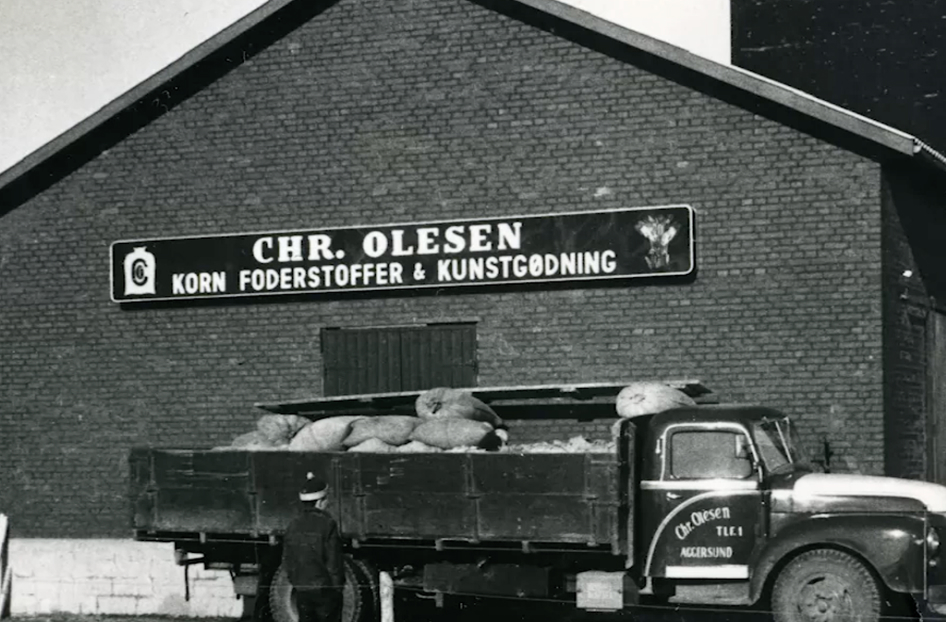 CHR. OLESEN
KORN FODERSTOFFER & KUNSTGØDNING
Chr. Olesen
TLF. 1
AGGERSUND